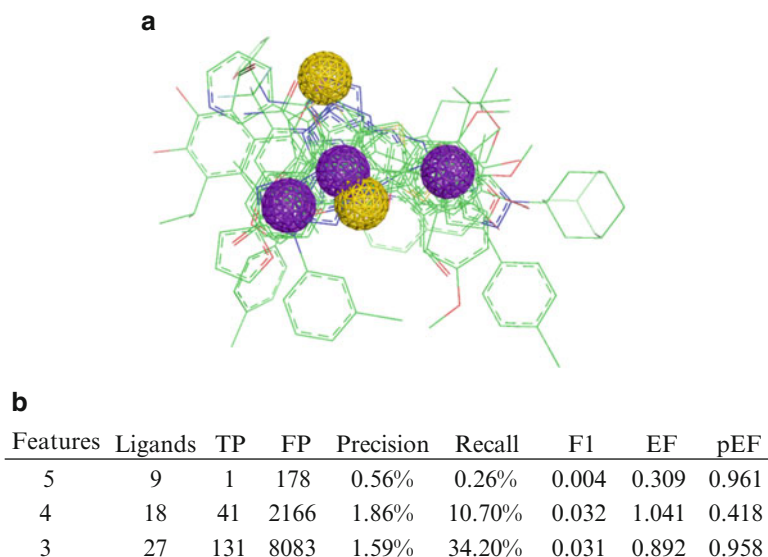 a
b
Features Ligands TP FP Precision Recall F1 EF pEF
5 9 1 178 0.56% 0.26% 0.004 0.309 0.961
4 18 41 2166 1.86% 10.70% 0.032 1.041 0.418
3 27 131 8083 1.59% 34.20% 0.031 0.892 0.958